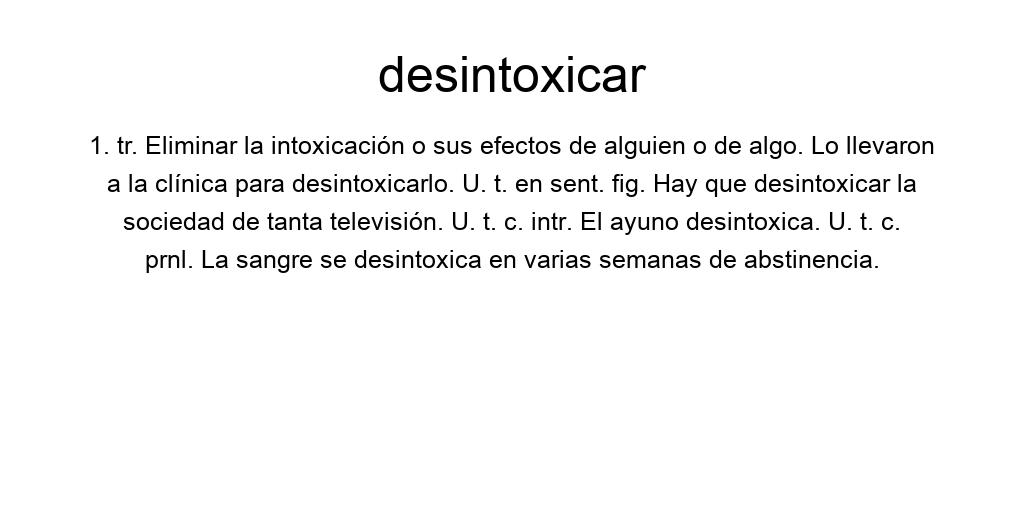 desintoxicar
1. tr. Eliminar la intoxicación o sus efectos de alguien o de algo. Lo llevaron
a la clínica para desintoxicarlo. U. t. en sent. fig. Hay que desintoxicar la
sociedad de tanta televisión. U. t. c. intr. El ayuno desintoxica. U. t. c.
prnl. La sangre se desintoxica en varias semanas de abstinencia.